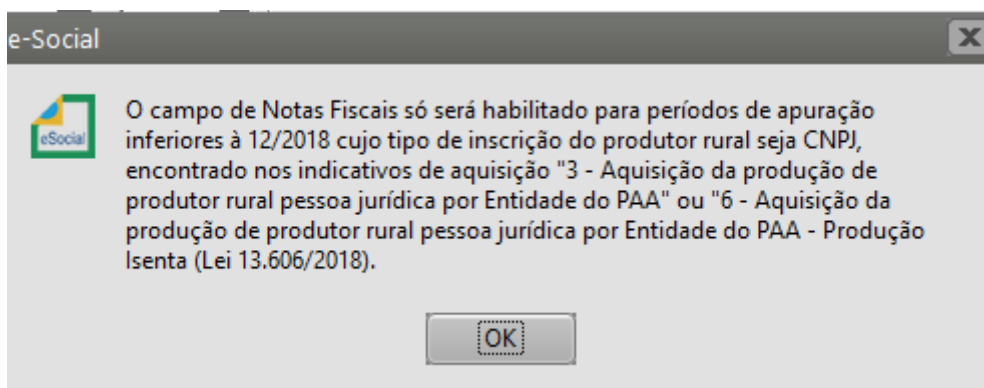 e-Social
eSocial
O campo de Notas Fiscais só será habilitado para períodos de apuração
inferiores à 12/2018 cujo tipo de inscrição do produtor rural seja CNPJ,
encontrado nos indicativos de aquisição "3 - Aquisição da produção de
produtor rural pessoa jurídica por Entidade do PAA" ou "6 - Aquisição da
produção de produtor rural pessoa jurídica por Entidade do PAA - Produção
Isenta (Lei 13.606/2018).
OK